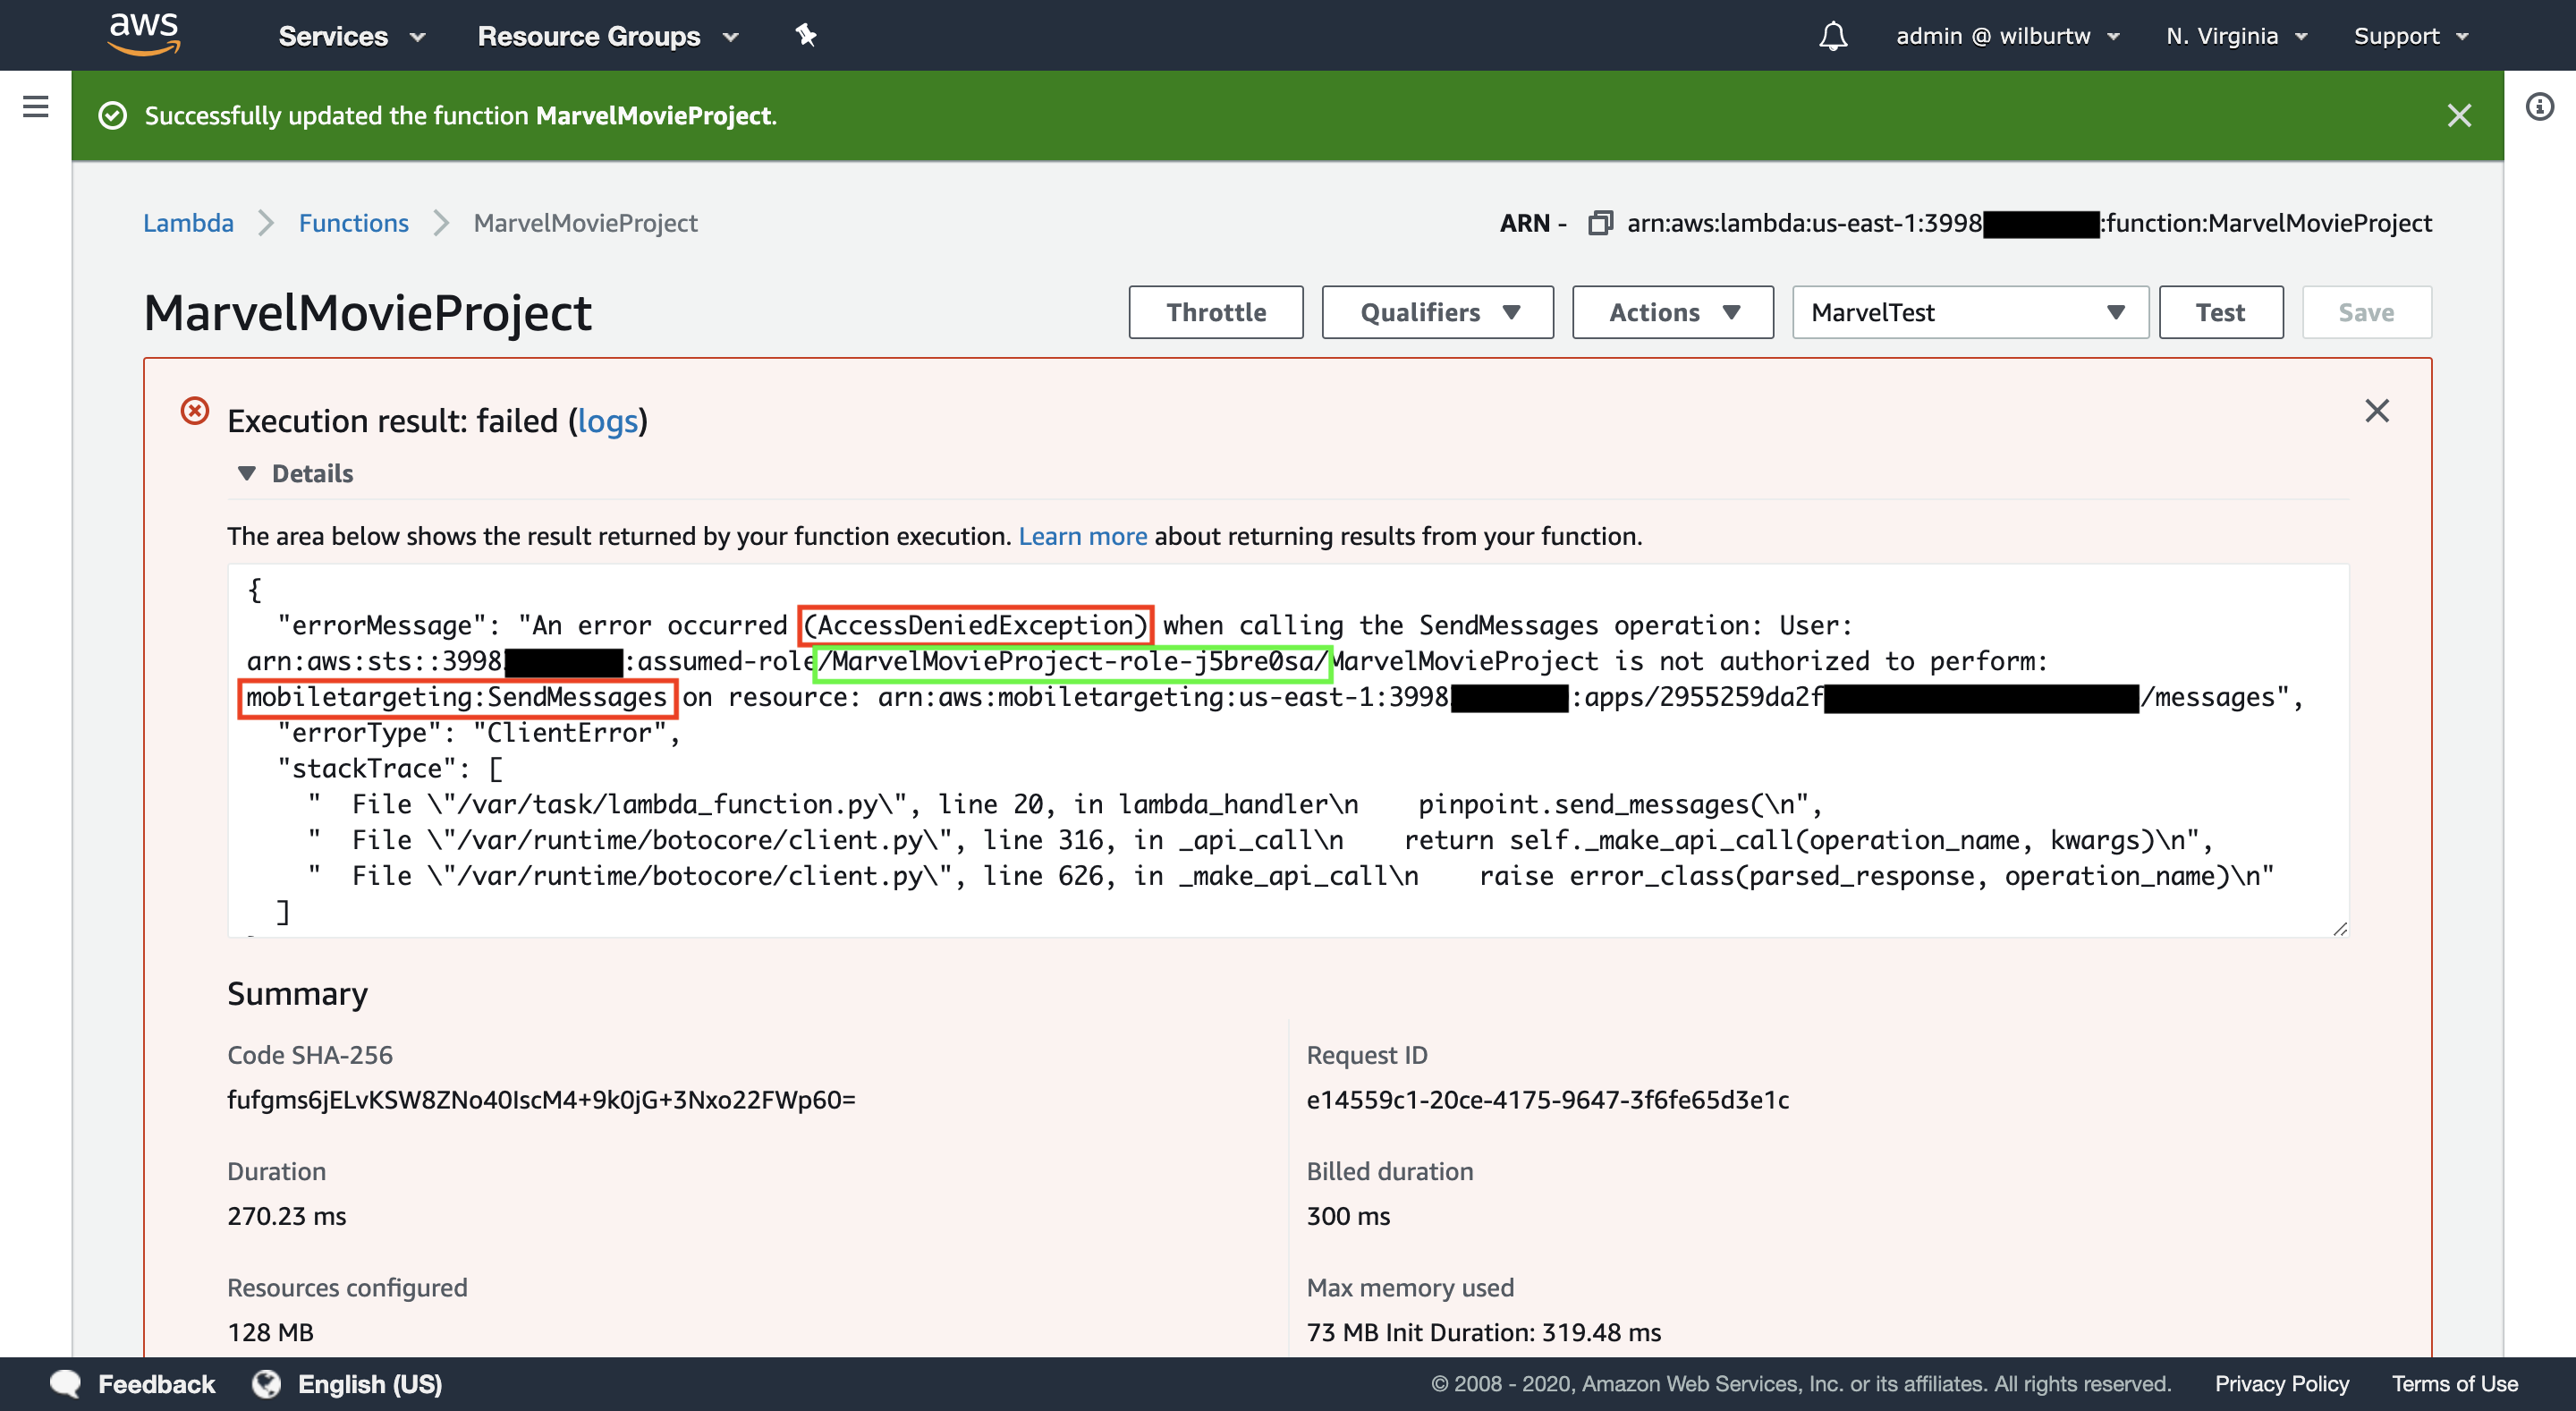 aws Services Resource Groups admin @ wilburtw N. Virginia Support
Successfully updated the function MarvelMovieProject.
Lambda Functions MarvelMovieProject ARN - arn:aws:lambda:us-east-1:3998 :function:MarvelMovieProject
MarvelMovieProject Throttle Qualifiers Actions MarvelTest Test Save
Execution result: failed (logs)
Details
The area below shows the result returned by your function execution. Learn more about returning results from your function.
{
"errorMessage": "An error occurred (AccessDeniedException) when calling the SendMessages operation: User:
arn:aws:sts::3998 :assumed-role/MarvelMovieProject-role-j5bre0sa/MarvelMovieProject is not authorized to perform:
mobiletargeting:SendMessages on resource: arn:aws:mobiletargeting:us-east-1:3998 :apps/2955259da2f /messages",
"errorType": "ClientError",
"stackTrace": [
"  File \"/var/task/lambda_function.py\", line 20, in lambda_handler\n    pinpoint.send_messages(\n",
"  File \"/var/runtime/botocore/client.py\", line 316, in _api_call\n    return self._make_api_call(operation_name, kwargs)\n",
"  File \"/var/runtime/botocore/client.py\", line 626, in _make_api_call\n    raise error_class(parsed_response, operation_name)\n"
]
Summary
Code SHA-256 Request ID
fufgms6jELvKSW8ZNo40IscM4+9k0jG+3Nxo22FWp60= e14559c1-20ce-4175-9647-3f6fe65d3e1c
Duration Billed duration
270.23 ms 300 ms
Resources configured Max memory used
128 MB 73 MB Init Duration: 319.48 ms
Feedback English (US) © 2008 - 2020, Amazon Web Services, Inc. or its affiliates. All rights reserved. Privacy Policy Terms of Use